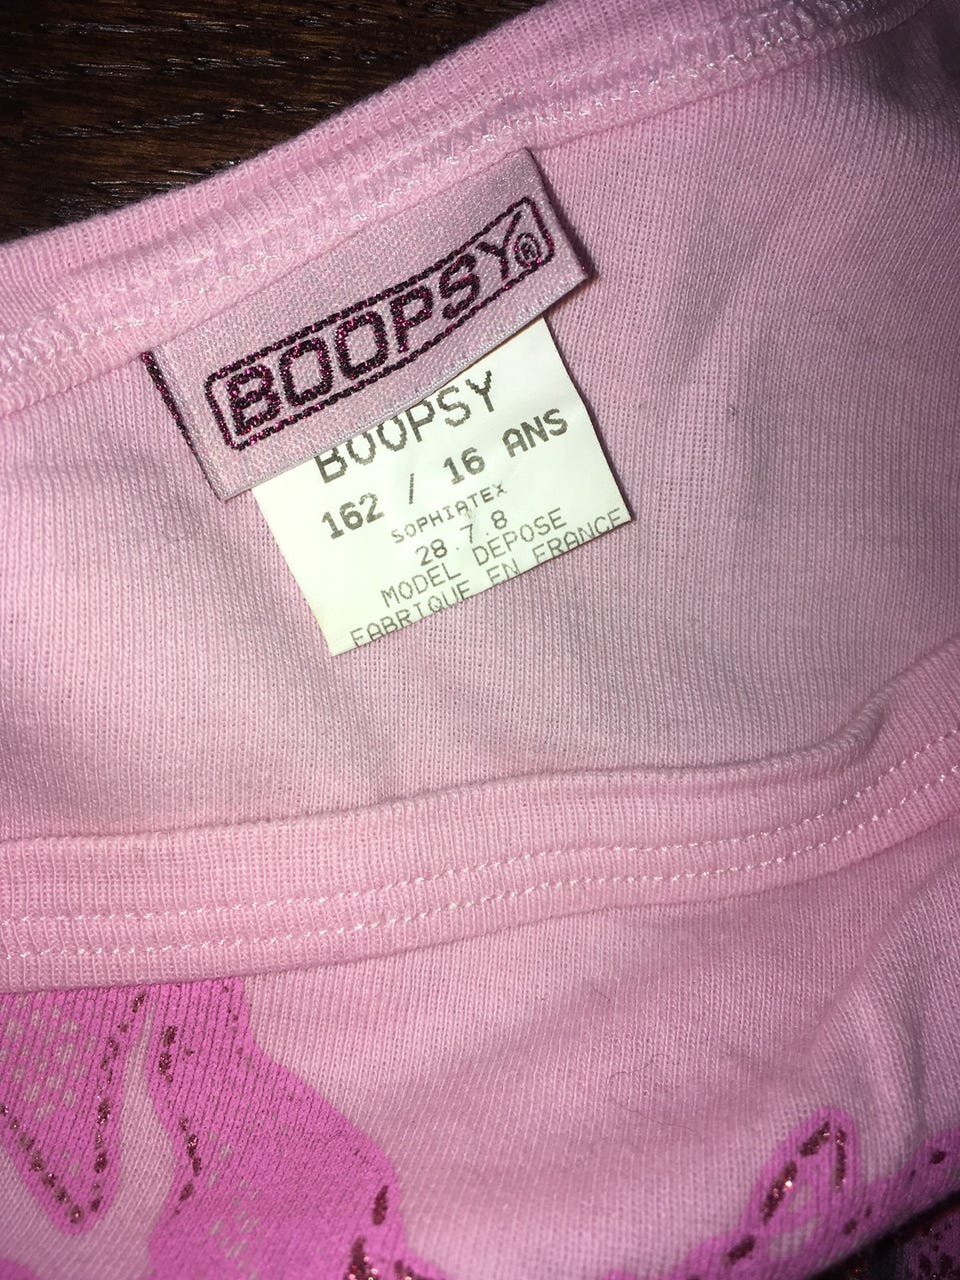 BOOPSY®
BOOPSY
162 / 16 ANS
SOPHIATEX
28.7.8
MODEL DEPOSE
FABRIQUE EN FRANCE